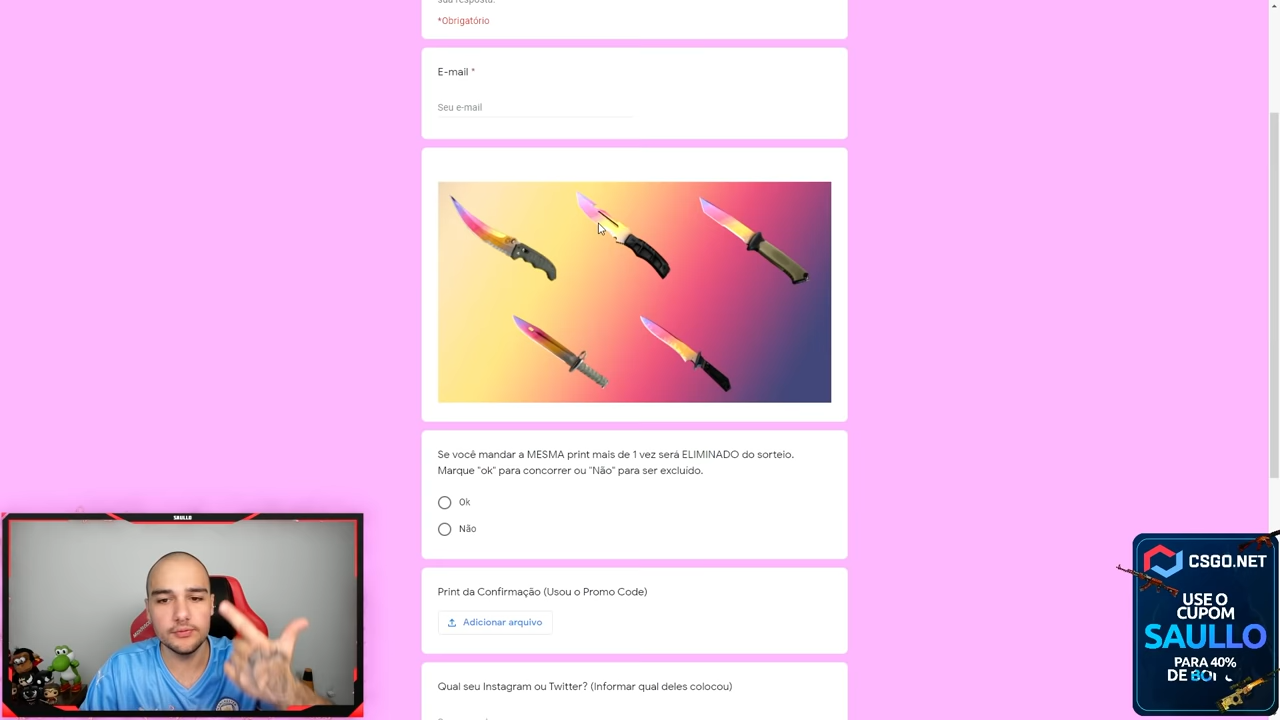 sua resposta.
*Obrigatório
E-mail *
Seu e-mail
Se você mandar a MESMA print mais de 1 vez será ELIMINADO do sorteio.
Marque "ok" para concorrer ou "Não" para ser excluído.
Ok
Não
Print da Confirmação (Usou o Promo Code)
Adicionar arquivo
Qual seu Instagram ou Twitter? (Informar qual deles colocou)
SAULLO
CSGO.NET
USE O
CUPOM
SAULLO
PARA 40%
DE